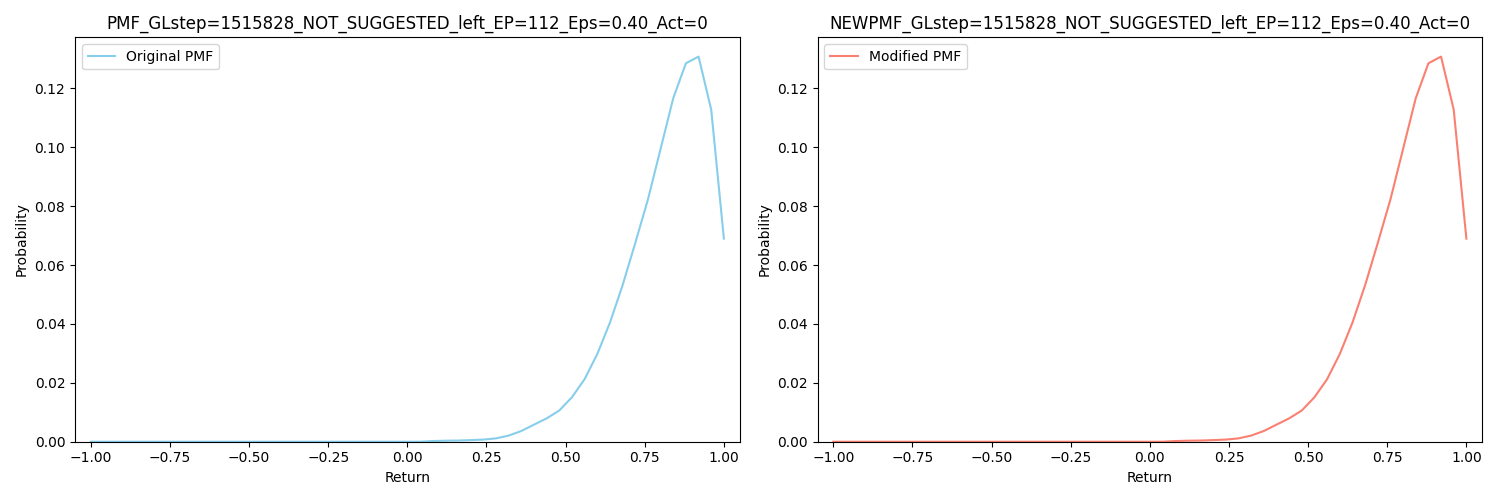 PMF_GLstep=1515828_NOT_SUGGESTED_left_EP=112_Eps=0.40_Act=0
Original PMF
0.12
0.10
0.08
0.06
0.04
0.02
0.00
Probability
−1.00 −0.75 −0.50 −0.25 0.00 0.25 0.50 0.75 1.00
Return
NEWPMF_GLstep=1515828_NOT_SUGGESTED_left_EP=112_Eps=0.40_Act=0
Modified PMF
0.12
0.10
0.08
0.06
0.04
0.02
0.00
Probability
−1.00 −0.75 −0.50 −0.25 0.00 0.25 0.50 0.75 1.00
Return